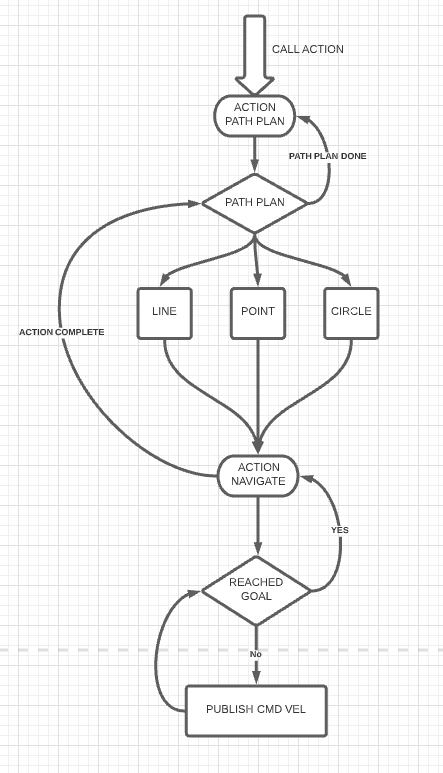 CALL ACTION
ACTION
PATH PLAN
PATH PLAN DONE
PATH PLAN
LINE
POINT
CIRCLE
ACTION COMPLETE
ACTION
NAVIGATE
YES
REACHED
GOAL
No
PUBLISH CMD VEL